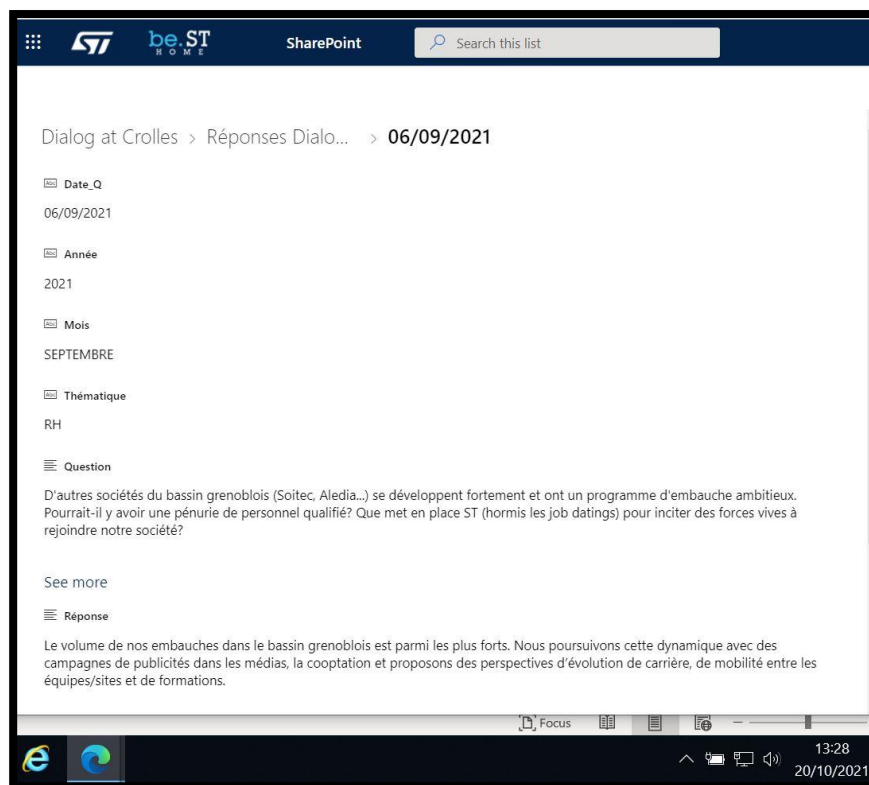 ST be.ST SharePoint Search this list
HOME
Dialog at Crolles > Réponses Dialo... > 06/09/2021
Abc Date_Q
06/09/2021
Abc Année
2021
Abc Mois
SEPTEMBRE
Abc Thématique
RH
Question
D'autres sociétés du bassin grenoblois (Soitec, Aledia...) se développent fortement et ont un programme d'embauche ambitieux.
Pourrait-il y avoir une pénurie de personnel qualifié? Que met en place ST (hormis les job datings) pour inciter des forces vives à
rejoindre notre société?
See more
Réponse
Le volume de nos embauches dans le bassin grenoblois est parmi les plus forts. Nous poursuivons cette dynamique avec des
campagnes de publicités dans les médias, la cooptation et proposons des perspectives d'évolution de carrière, de mobilité entre les
équipes/sites et de formations.
Focus
13:28
20/10/2021